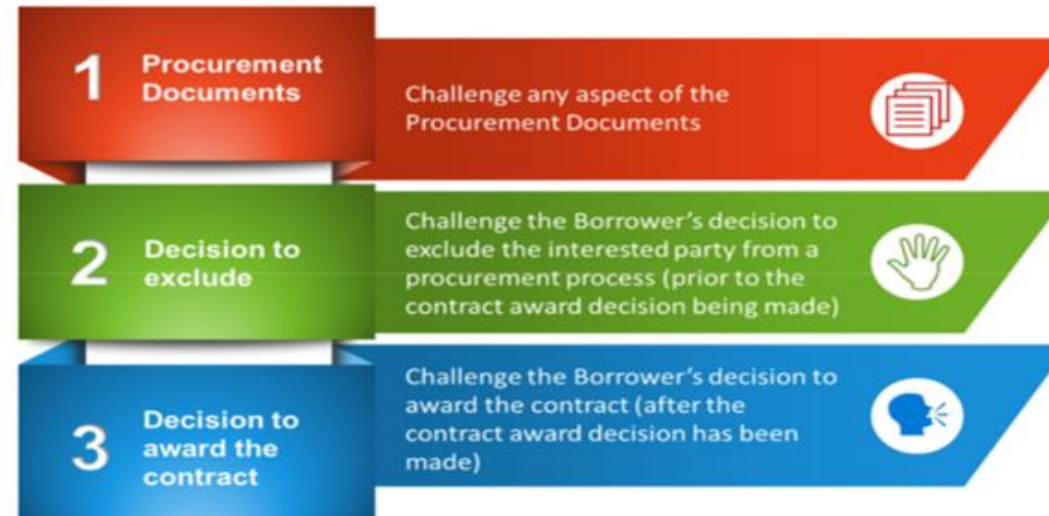 1
Procurement
Documents
Challenge any aspect of the
Procurement Documents
2
Decision to
exclude
Challenge the Borrower’s decision to
exclude the interested party from a
procurement process (prior to the
contract award decision being made)
3
Decision to
award the
contract
Challenge the Borrower’s decision to
award the contract (after the
contract award decision has been
made)